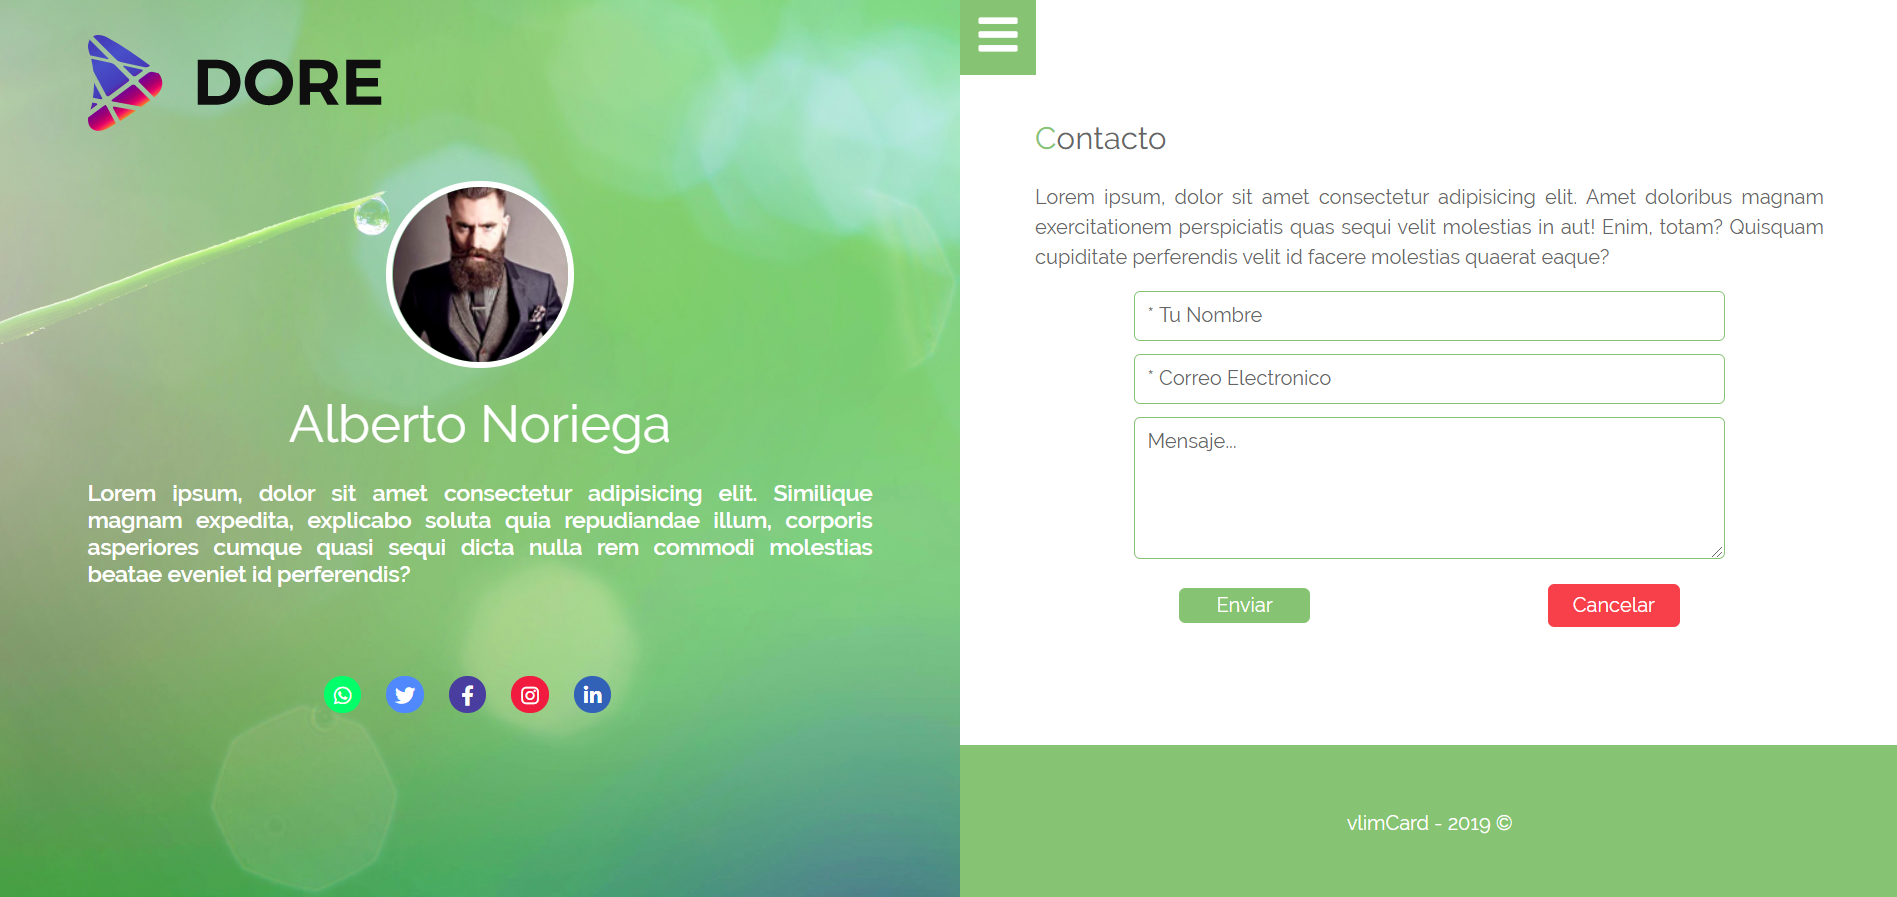 DORE
Alberto Noriega
Lorem ipsum, dolor sit amet consectetur adipisicing elit. Similique
magnam expedita, explicabo soluta quia repudiandae illum, corporis
asperiores cumque quasi sequi dicta nulla rem commodi molestias
beatae eveniet id perferendis?
Contacto
Lorem ipsum, dolor sit amet consectetur adipisicing elit. Amet doloribus magnam
exercitationem perspiciatis quas sequi velit molestias in aut! Enim, totam? Quisquam
cupiditate perferendis velit id facere molestias quaerat eaque?
* Tu Nombre
* Correo Electronico
Mensaje...
Enviar
Cancelar
vlimCard - 2019 ©